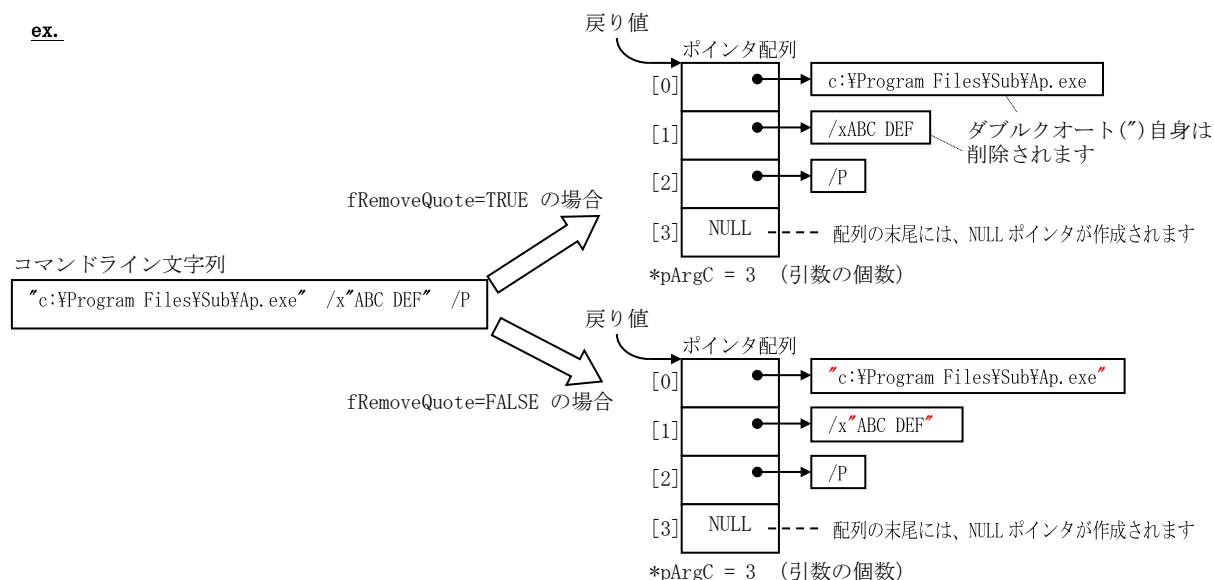 ex.
戻り値
ポインタ配列
[0]
c:¥Program Files¥Sub¥Ap.exe
[1]
/xABC DEF
ダブルクオート(″)自身は
削除されます
[2]
/P
fRemoveQuote=TRUE の場合
[3]
NULL
配列の末尾には、NULL ポインタが作成されます
*pArgC = 3 (引数の個数)
コマンドライン文字列
″c:¥Program Files¥Sub¥Ap.exe″ /x″ABC DEF″ /P
戻り値
ポインタ配列
[0]
″c:¥Program Files¥Sub¥Ap.exe″
fRemoveQuote=FALSE の場合
[1]
/x″ABC DEF″
[2]
/P
[3]
NULL
配列の末尾には、NULL ポインタが作成されます
*pArgC = 3 (引数の個数)